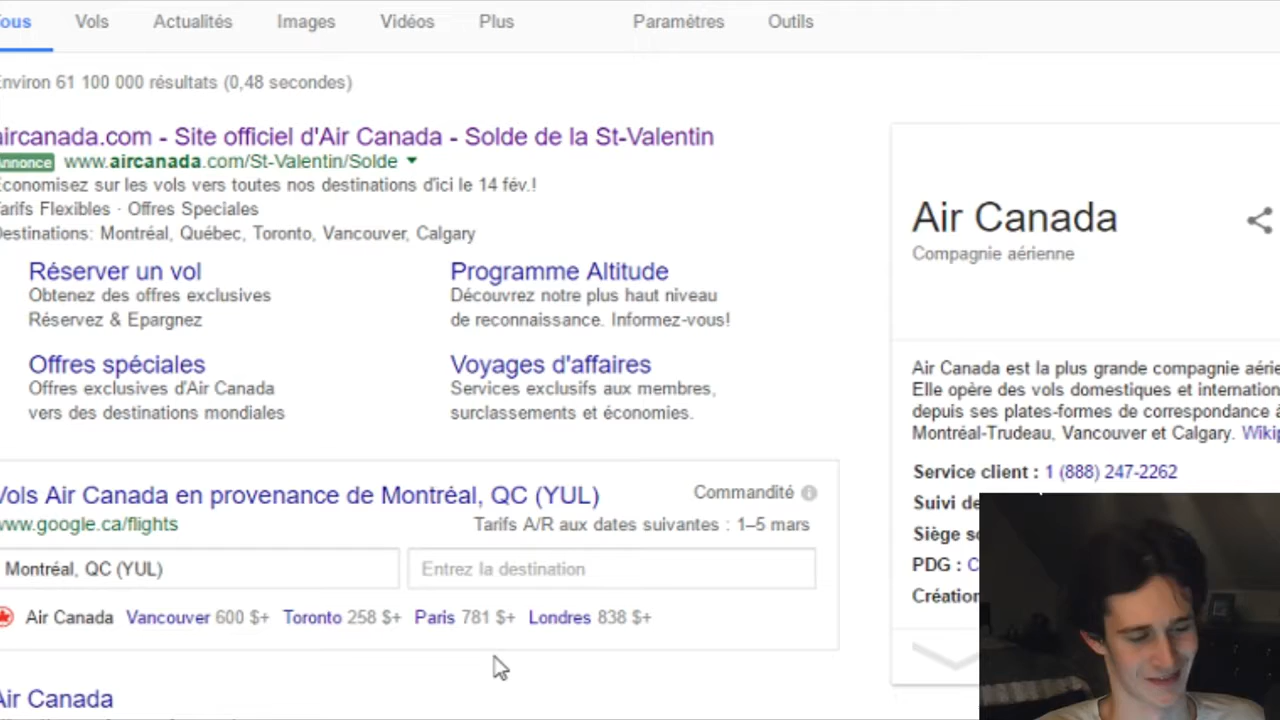 ous Vols Actualités Images Vidéos Plus Paramètres Outils
nviron 61 100 000 résultats (0,48 secondes)
aircanada.com - Site officiel d'Air Canada - Solde de la St-Valentin
Annonce www.aircanada.com/St-Valentin/Solde
Économisez sur les vols vers toutes nos destinations d'ici le 14 fév.!
Tarifs Flexibles · Offres Speciales
Destinations: Montréal, Québec, Toronto, Vancouver, Calgary
Réserver un vol
Obtenez des offres exclusives
Réservez & Epargnez
Programme Altitude
Découvrez notre plus haut niveau
de reconnaissance. Informez-vous!
Offres spéciales
Offres exclusives d'Air Canada
vers des destinations mondiales
Voyages d'affaires
Services exclusifs aux membres,
surclassements et économies.
Vols Air Canada en provenance de Montréal, QC (YUL)
Commandité
www.google.ca/flights
Tarifs A/R aux dates suivantes : 1–5 mars
Montréal, QC (YUL)
Entrez la destination
Air Canada Vancouver 600 $+ Toronto 258 $+ Paris 781 $+ Londres 838 $+
Air Canada
Air Canada
Compagnie aérienne
Air Canada est la plus grande compagnie aérie
Elle opère des vols domestiques et internation
depuis ses plates-formes de correspondance à
Montréal-Trudeau, Vancouver et Calgary. Wikip
Service client : 1 (888) 247-2262
Suivi de
Siège so
PDG : C
Création